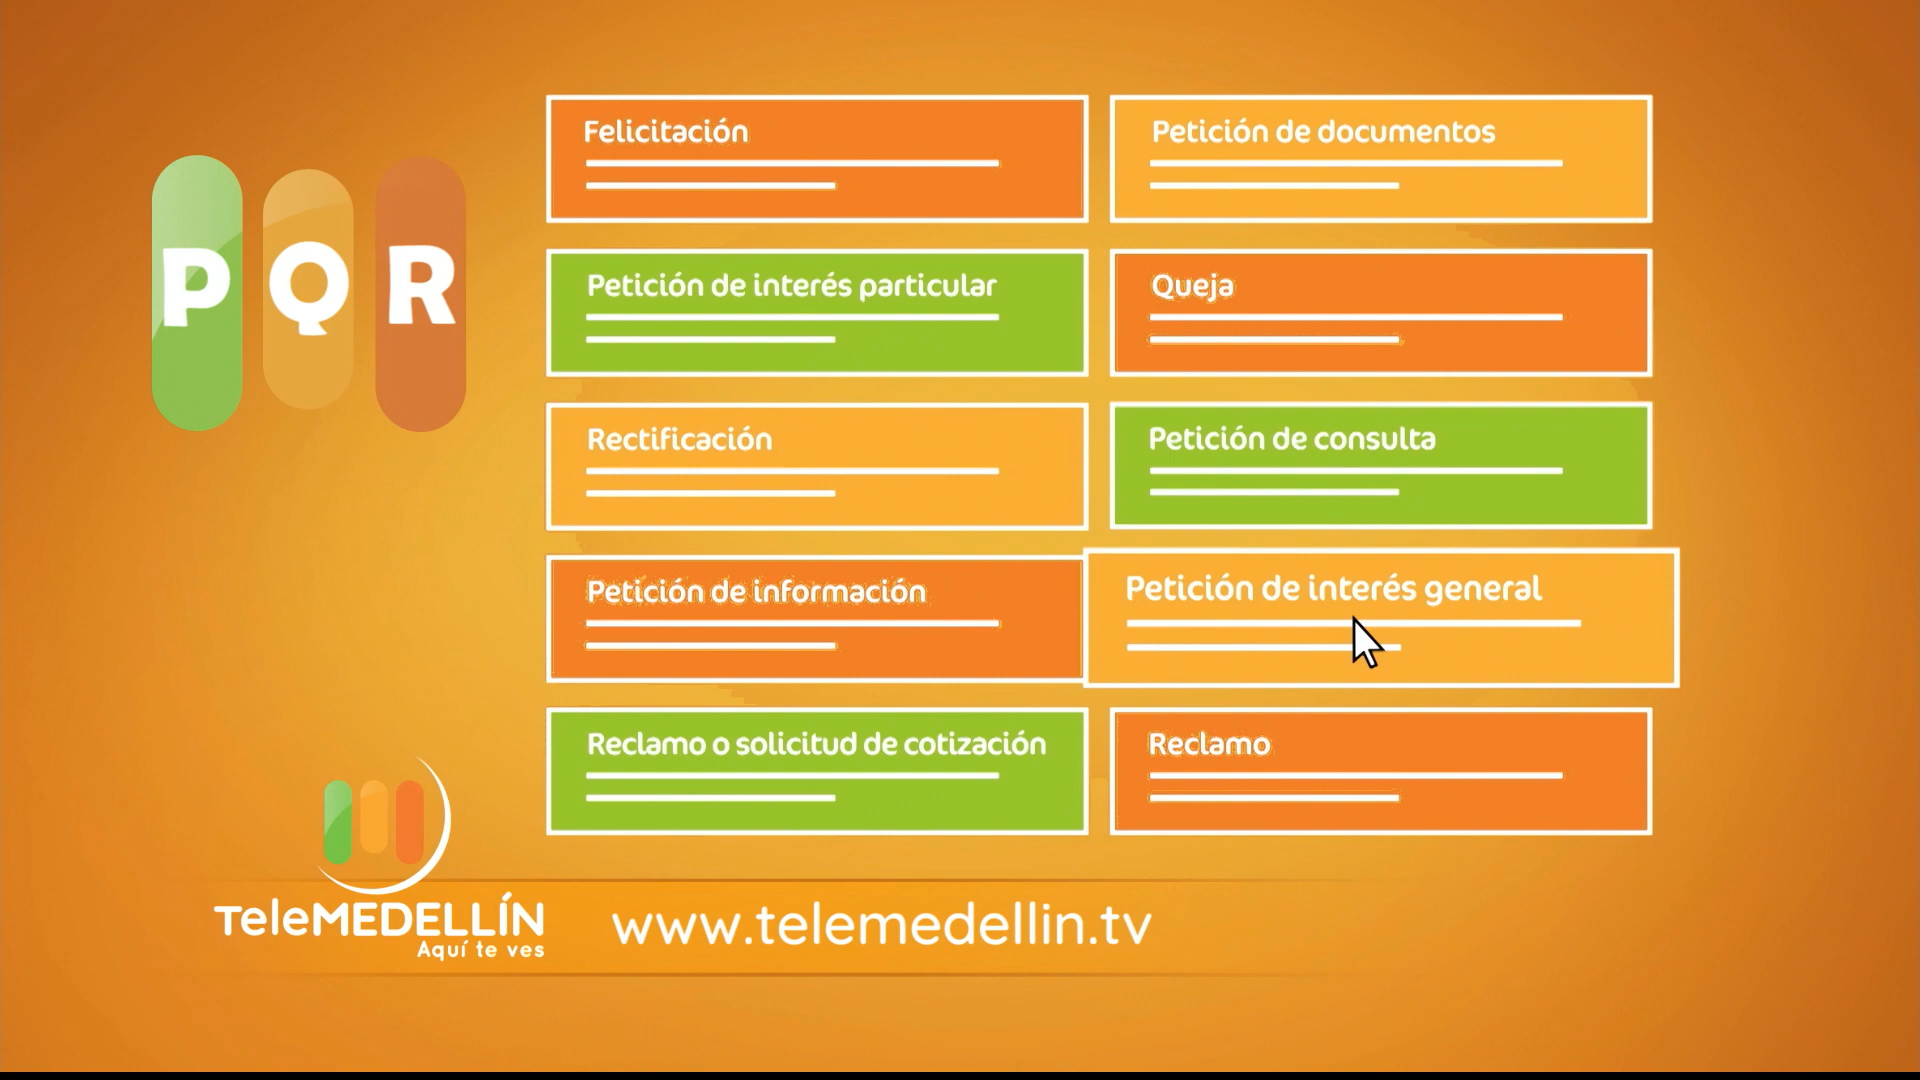 PQR
Felicitación
Petición de documentos
Petición de interés particular
Queja
Rectificación
Petición de consulta
Petición de información
Petición de interés general
Reclamo o solicitud de cotización
Reclamo
TeleMEDELLÍN
Aquí te ves
www.telemedellin.tv